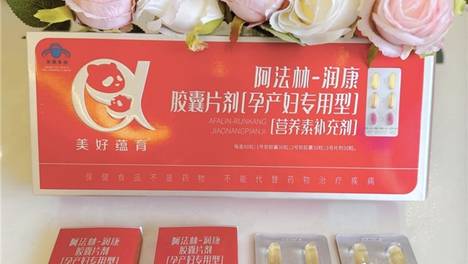 阿法林-润康
胶囊片剂[孕产妇专用型]
AFALIN-RUNKANG
JIAONANGPIANJI
[营养素补充剂]
美好蕴育
保健食品不是药物 不能代替药物治疗疾病
阿法林-润康
胶囊片剂
[孕产妇专用型]
阿法林-润康
胶囊片剂
[孕产妇专用型]